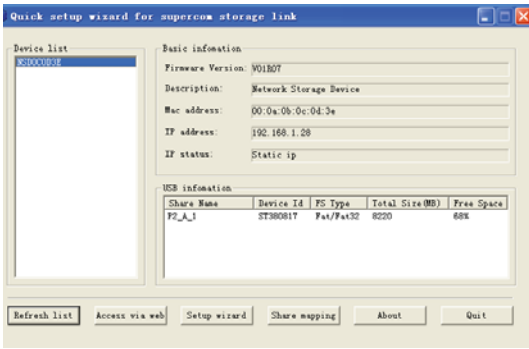 Quick setup wizard for supercom storage link
Device list
NSD0C0D3E
Basic infomation
Firmware Version: V01R07
Description: Network Storage Device
Mac address: 00:0a:0b:0c:0d:3e
IP address: 192.168.1.28
IP status: Static ip
USB infomation
Share Name Device Id FS Type Total Size(MB) Free Space
P2_A_1 ST380817 Fat/Fat32 8220 68%
Refresh list Access via web Setup wizard Share mapping About Quit